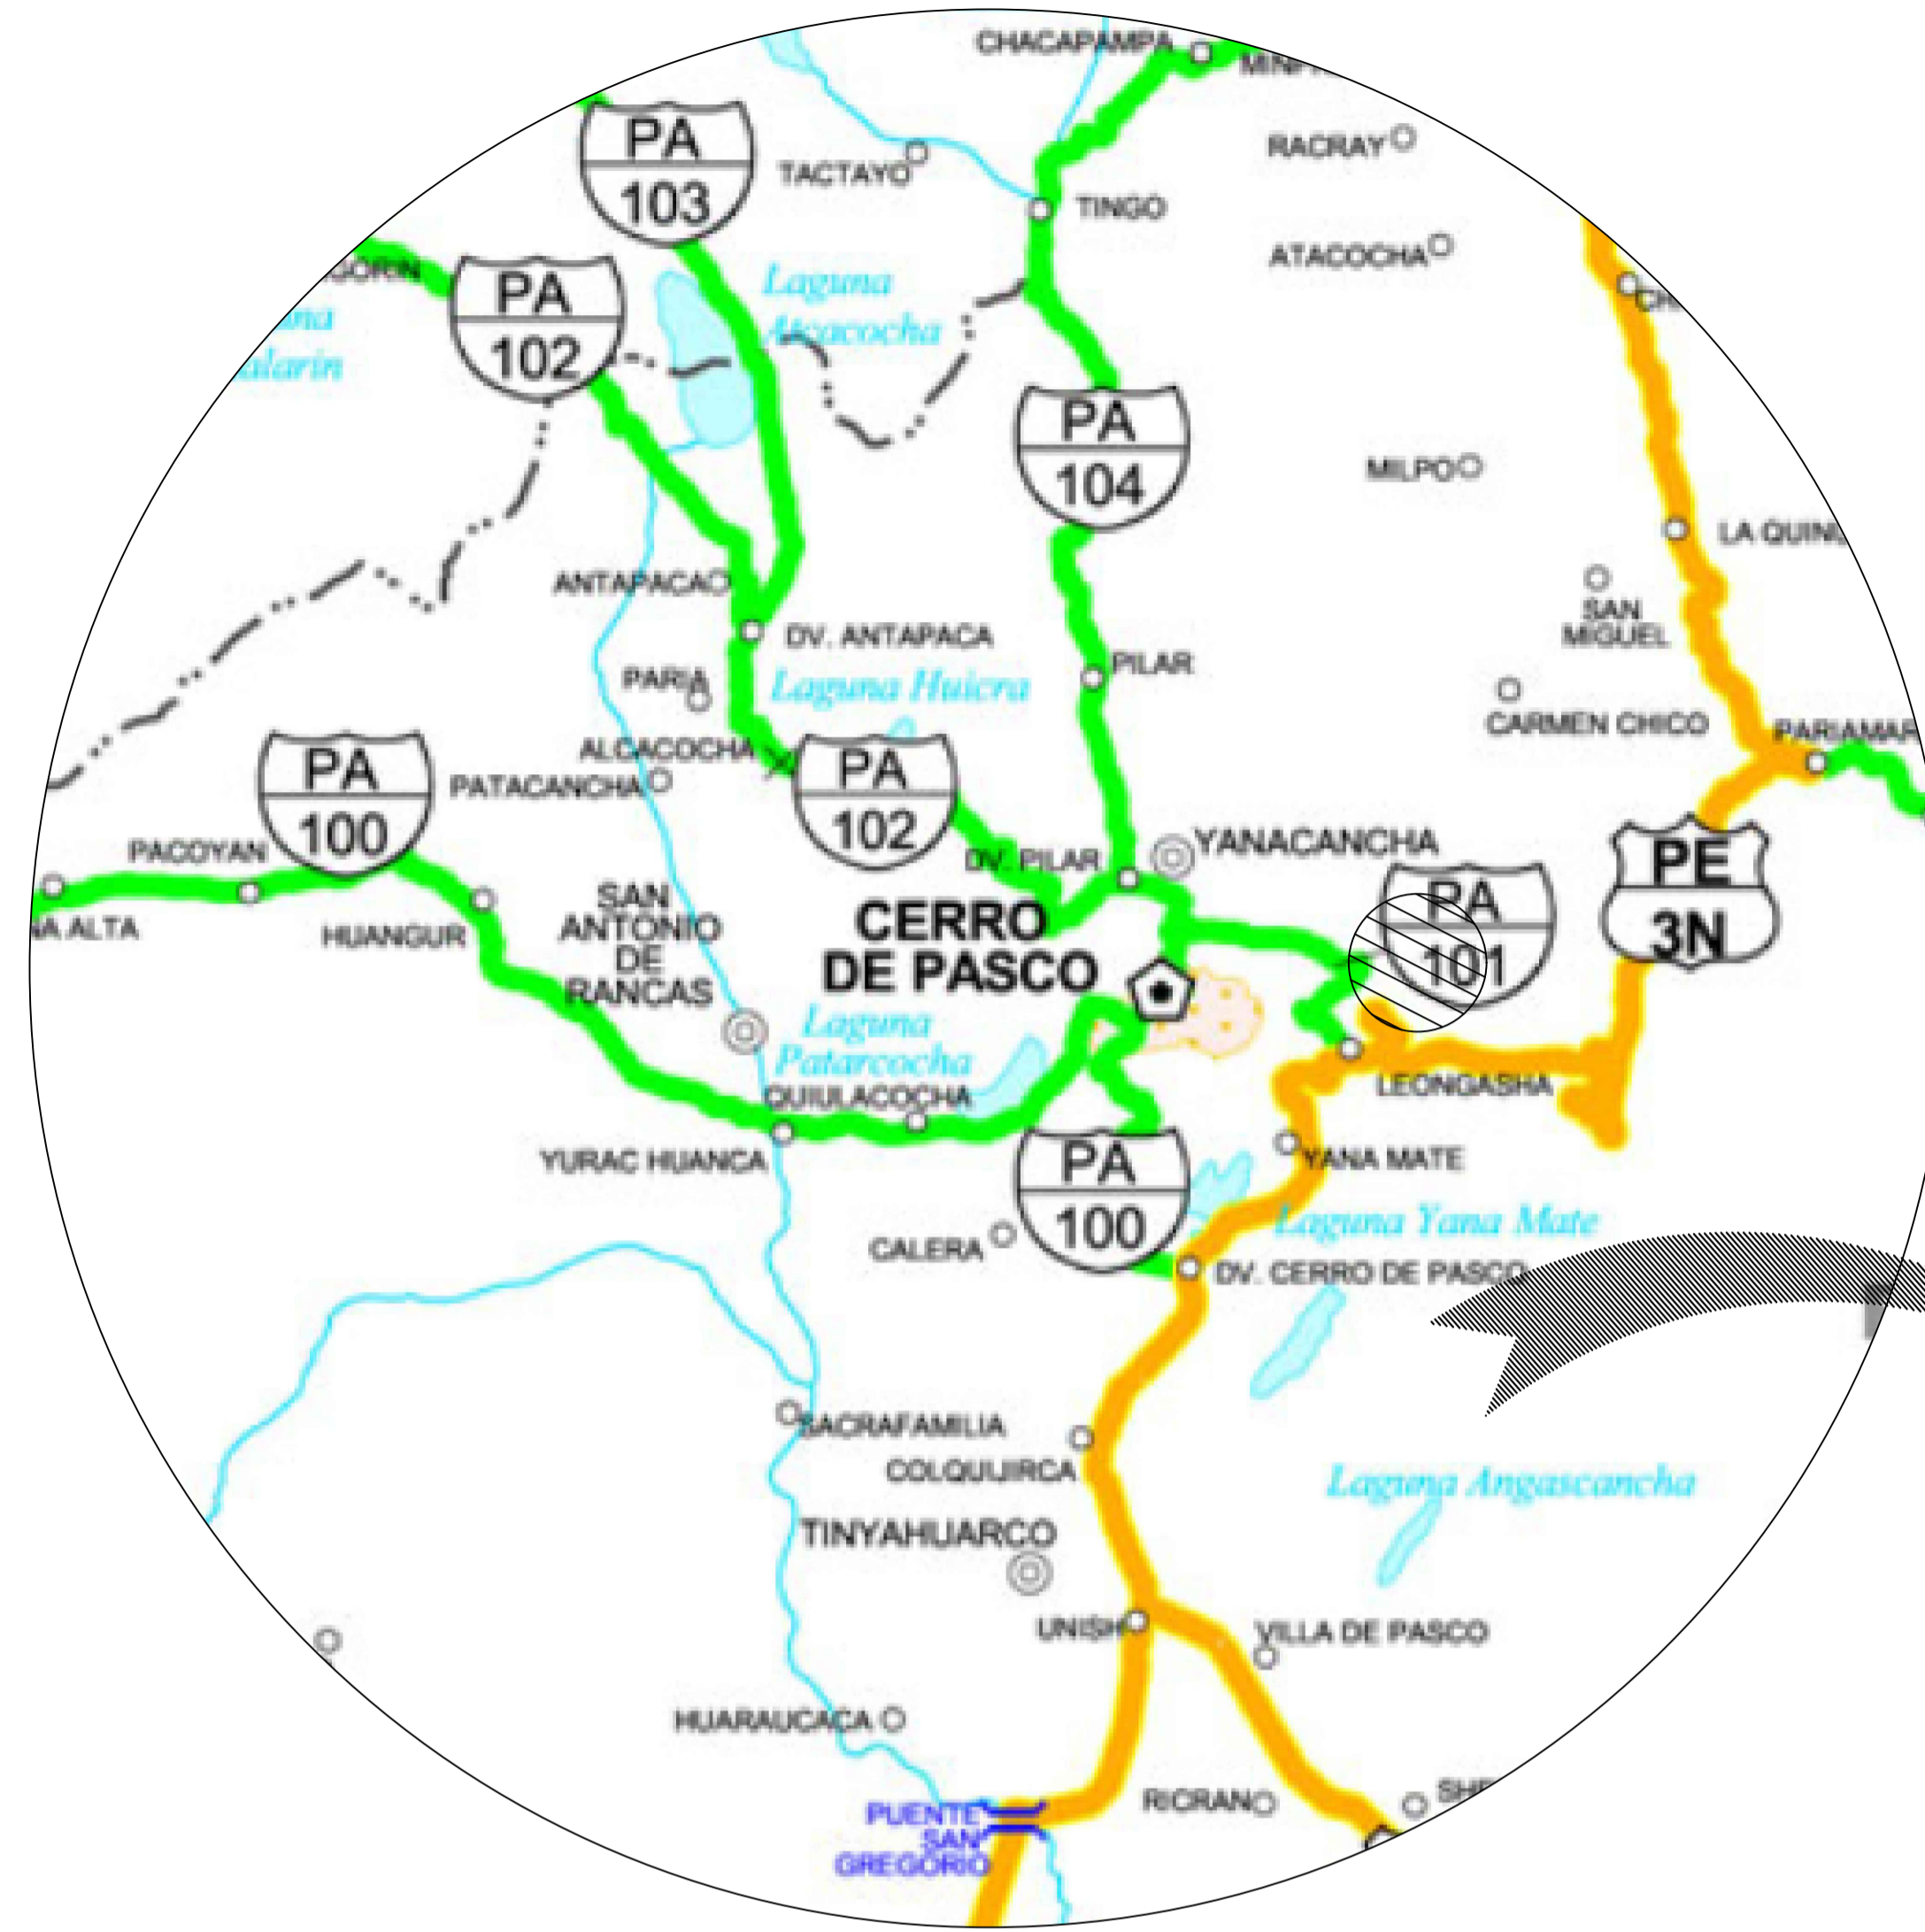 CHACAPAMPA
PA
103
RACRAY
TACTAYO
TINGO
ATACOCHA
PA
102
Laguna
Alcacocha
PA
104
MILPO
ANTAPACA
SAN
MIGUEL
DV. ANTAPACA
PILAR
PARIA
Laguna Huicra
CARMEN CHICO
ALCACOCHA
PATACANCHA
PA
100
PA
102
PACOYAN
DV. PILAR
YANACANCHA
PA
101
PE
3N
HUANGUR
SAN
ANTONIO
DE
RANCAS
CERRO
DE PASCO
Laguna
Patarcocha
QUIULACOCHA
LEONGASHA
YURAC HUANCA
YANA MATE
PA
100
Laguna Yana Mate
CALERA
DV. CERRO DE PASCO
SACRAFAMILIA
COLQUIJIRCA
Laguna Angascancha
TINYAHUARCO
UNISH
VILLA DE PASCO
HUARAUCACA
RICRAN
PUENTE
SAN
GREGORIO